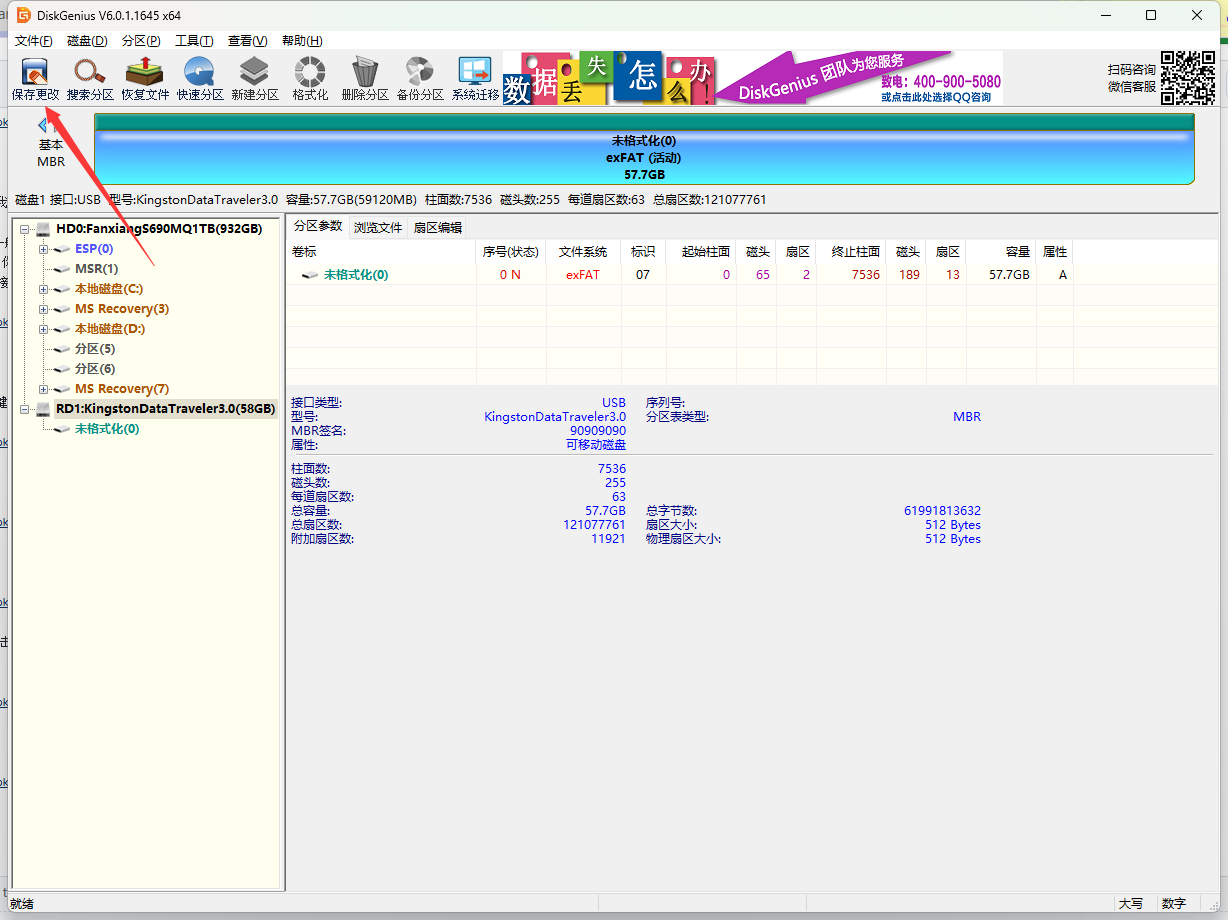 DiskGenius V6.0.1.1645 x64
文件(F) 磁盘(D) 分区(P) 工具(T) 查看(V) 帮助(H)
保存更改 搜索分区 恢复文件 快速分区 新建分区 格式化 删除分区 备份分区 系统迁移
数据丢失怎么办!
DiskGenius 团队为您服务
致电：400-900-5080
或点击此处选择QQ咨询
扫码咨询
微信客服
基本
MBR
未格式化(0)
exFAT (活动)
57.7GB
磁盘1 接口:USB 型号:KingstonDataTraveler3.0 容量:57.7GB(59120MB) 柱面数:7536 磁头数:255 每道扇区数:63 总扇区数:121077761
HD0:FanxiangS690MQ1TB(932GB)
ESP(0)
MSR(1)
本地磁盘(C:)
MS Recovery(3)
本地磁盘(D:)
分区(5)
分区(6)
MS Recovery(7)
RD1:KingstonDataTraveler3.0(58GB)
未格式化(0)
分区参数 浏览文件 扇区编辑
卷标 序号(状态) 文件系统 标识 起始柱面 磁头 扇区 终止柱面 磁头 扇区 容量 属性
未格式化(0) 0 N exFAT 07 0 65 2 7536 189 13 57.7GB A
接口类型: USB 序列号:
型号: KingstonDataTraveler3.0 分区表类型: MBR
MBR签名: 90909090
属性: 可移动磁盘
柱面数: 7536
磁头数: 255
每道扇区数: 63
总容量: 57.7GB 总字节数: 61991813632
总扇区数: 121077761 扇区大小: 512 Bytes
附加扇区数: 11921 物理扇区大小: 512 Bytes
就绪 大写 数字